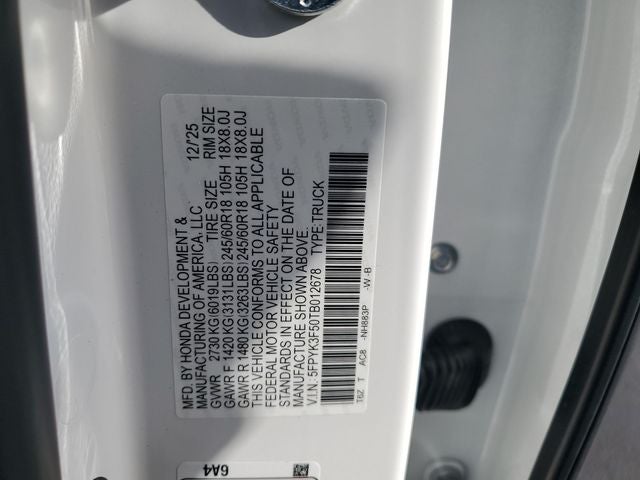 MFD. BY HONDA DEVELOPMENT &
MANUFACTURING OF AMERICA, LLC 12/25
GVWR 2730 KG(6019LBS) TIRE SIZE RIM SIZE
GAWR F 1420 KG(3131LBS) 245/60R18 105H 18X8.0J
GAWR R 1480 KG(3263LBS) 245/60R18 105H 18X8.0J
THIS VEHICLE CONFORMS TO ALL APPLICABLE
FEDERAL MOTOR VEHICLE SAFETY
STANDARDS IN EFFECT ON THE DATE OF
MANUFACTURE SHOWN ABOVE.
V.I.N: 5FPYK3F50TB012678 TYPE:TRUCK
T6Z T AC8 -NH883P -W-B
6A4